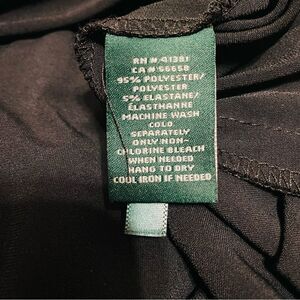 RN # 41381
CA # 56658
95% POLYESTER/
POLYESTER
5% ELASTANE/
ÉLASTHANNE
MACHINE WASH
COLD
SEPARATELY
ONLY NON-
CHLORINE BLEACH
WHEN NEEDED
HANG TO DRY
COOL IRON IF NEEDED